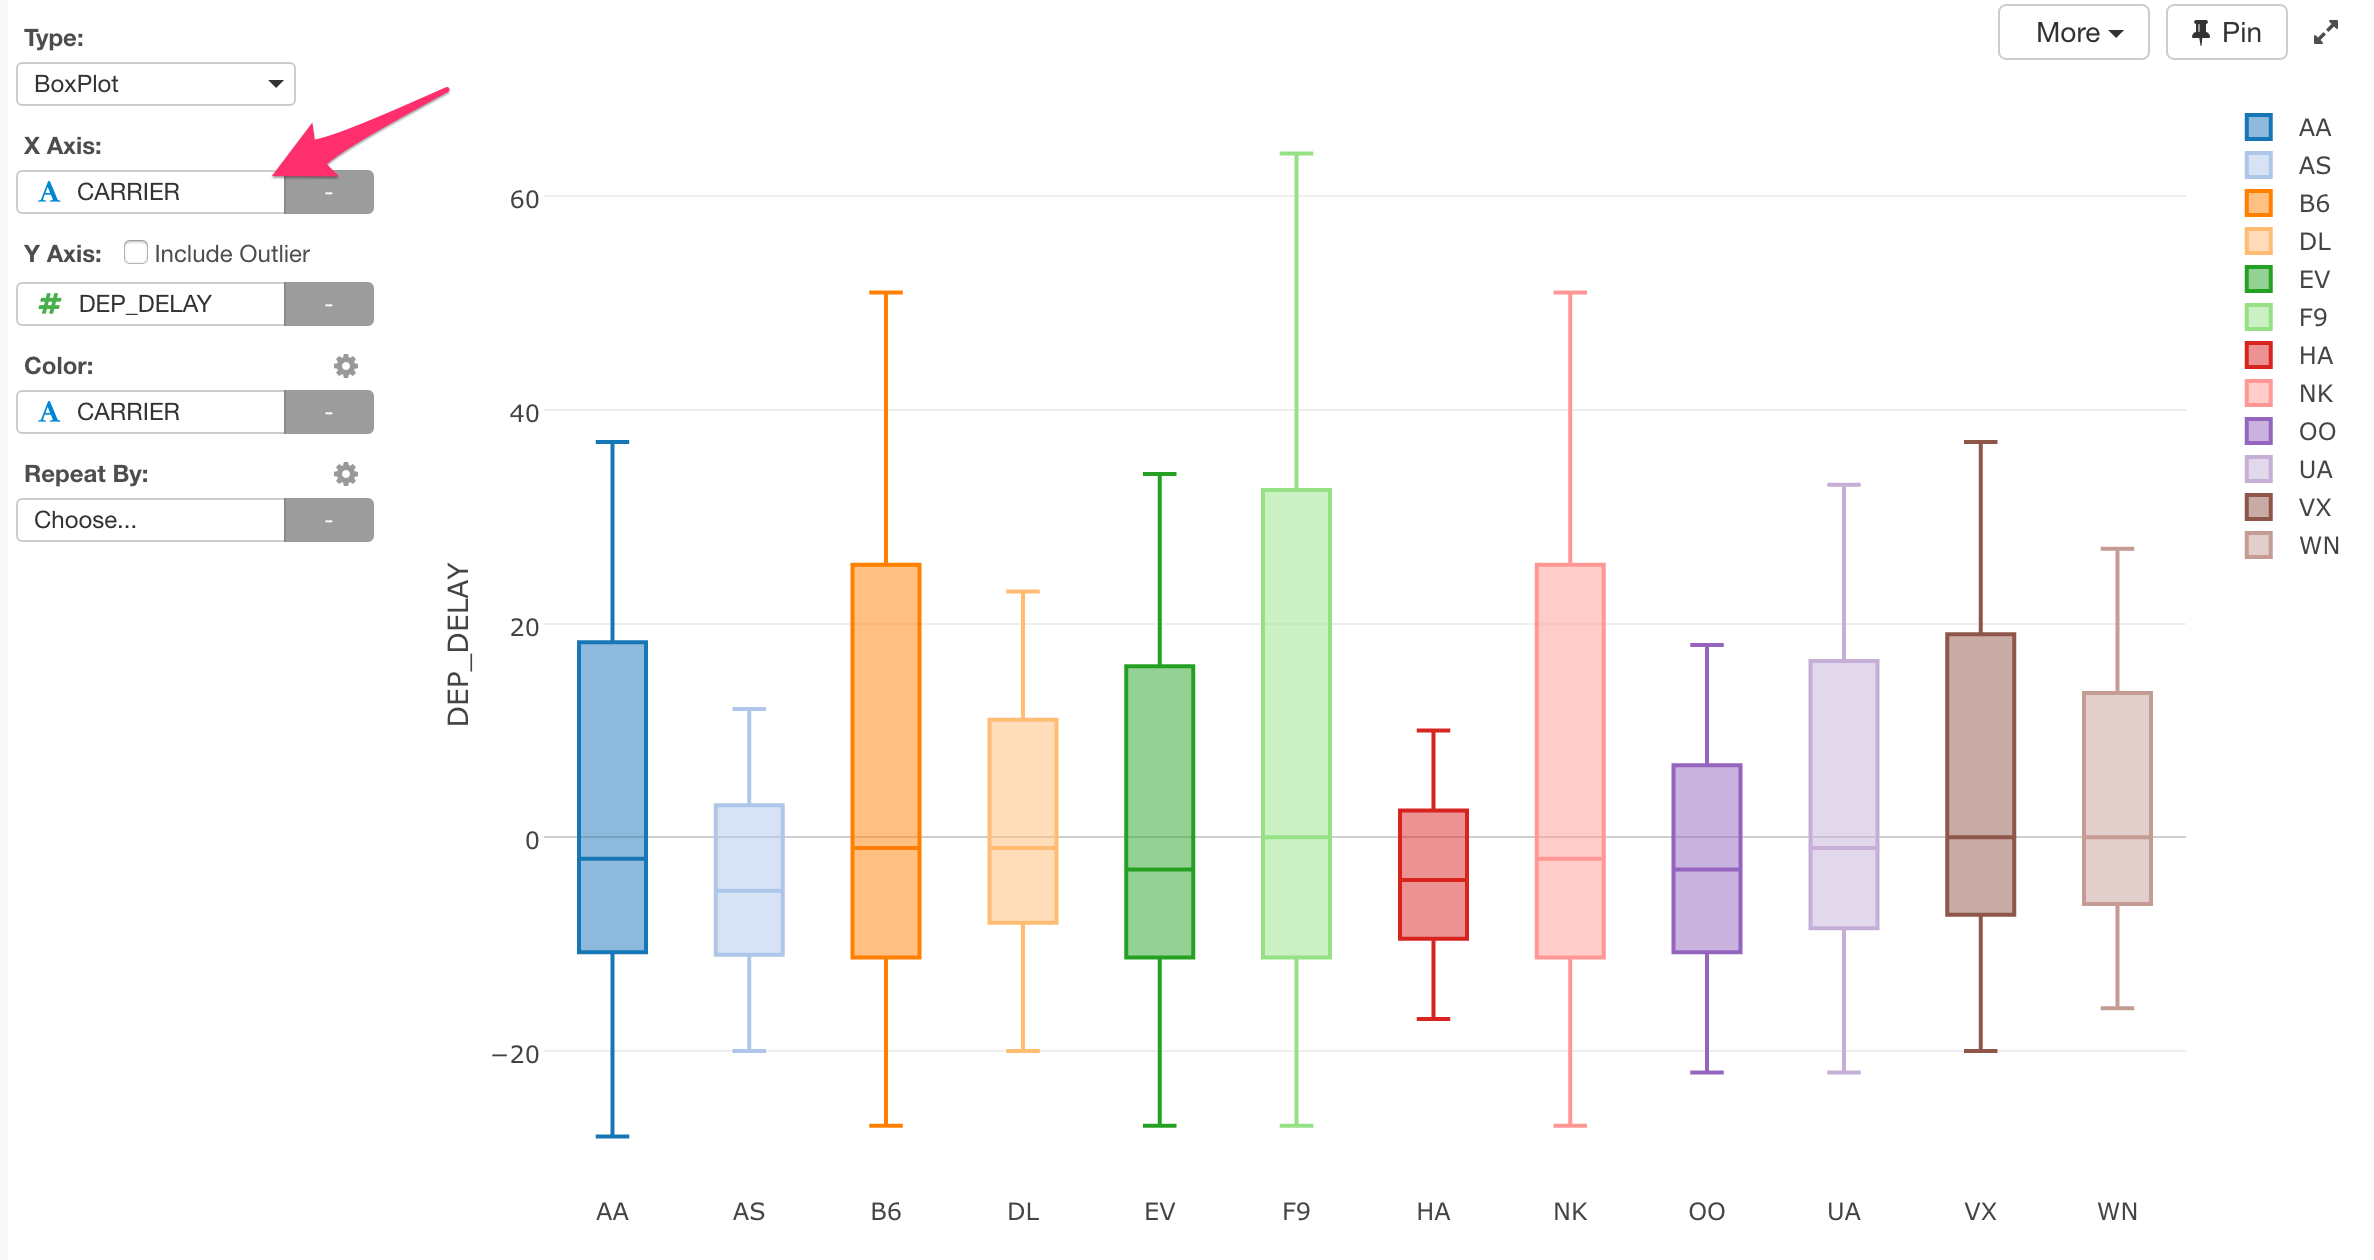 Type:
BoxPlot
X Axis:
A CARRIER -
Y Axis: Include Outlier
# DEP_DELAY -
Color:
A CARRIER -
Repeat By:
Choose... -
More Pin
60
40
20
0
−20
DEP_DELAY
AA AS B6 DL EV F9 HA NK OO UA VX WN
AA
AS
B6
DL
EV
F9
HA
NK
OO
UA
VX
WN